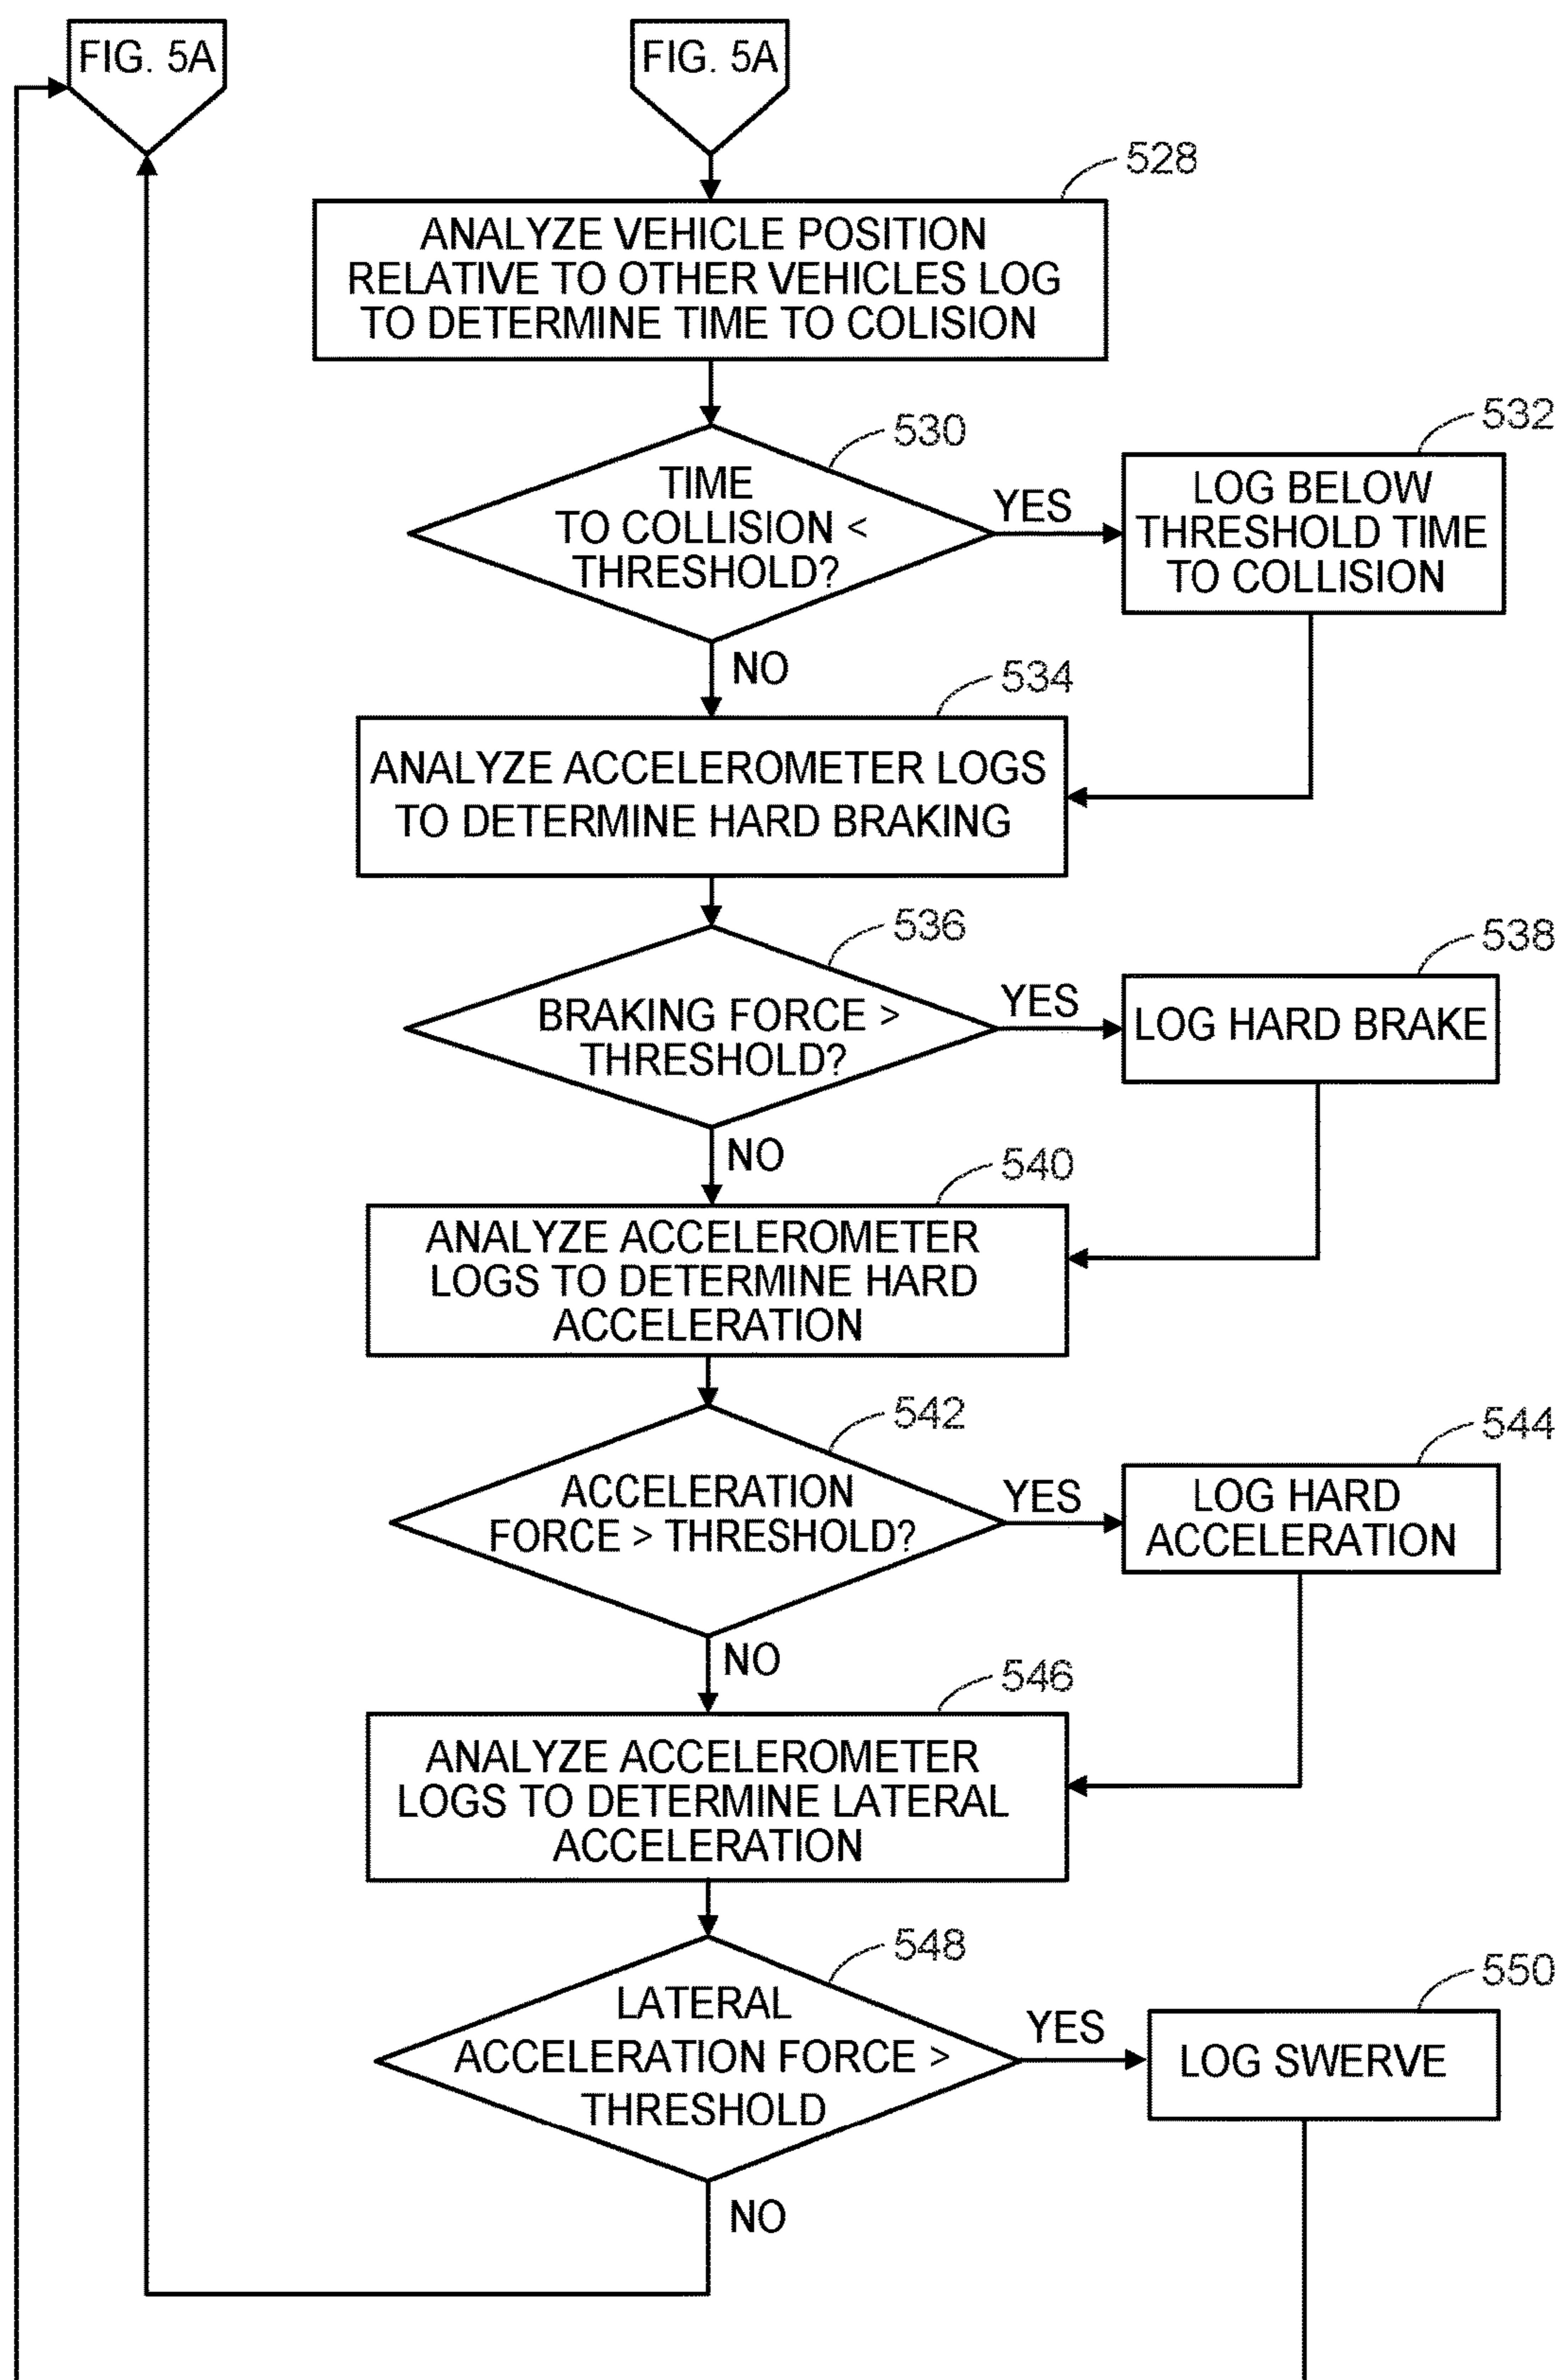 FIG. 5A
FIG. 5A
528
ANALYZE VEHICLE POSITION
RELATIVE TO OTHER VEHICLES LOG
TO DETERMINE TIME TO COLISION
530
TIME
TO COLLISION <
THRESHOLD?
YES
532
LOG BELOW
THRESHOLD TIME
TO COLLISION
NO
534
ANALYZE ACCELEROMETER LOGS
TO DETERMINE HARD BRAKING
536
BRAKING FORCE >
THRESHOLD?
YES
538
LOG HARD BRAKE
NO
540
ANALYZE ACCELEROMETER
LOGS TO DETERMINE HARD
ACCELERATION
542
ACCELERATION
FORCE > THRESHOLD?
YES
544
LOG HARD
ACCELERATION
NO
546
ANALYZE ACCELEROMETER
LOGS TO DETERMINE LATERAL
ACCELERATION
548
LATERAL
ACCELERATION FORCE >
THRESHOLD
YES
550
LOG SWERVE
NO